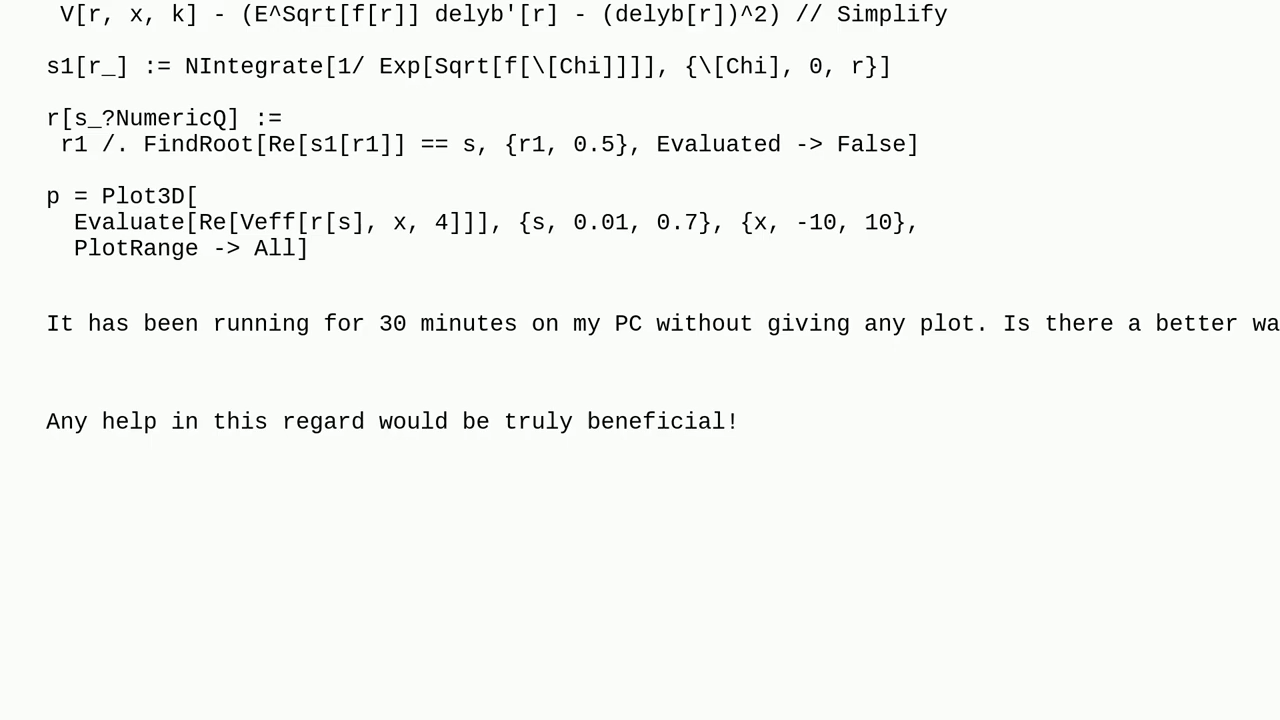 V[r, x, k] - (E^Sqrt[f[r]] delyb'[r] - (delyb[r])^2) // Simplify
s1[r_] := NIntegrate[1/ Exp[Sqrt[f[\[Chi]]]], {\[Chi], 0, r}]
r[s_?NumericQ] :=
r1 /. FindRoot[Re[s1[r1]] == s, {r1, 0.5}, Evaluated -> False]
p = Plot3D[
Evaluate[Re[Veff[r[s], x, 4]]], {s, 0.01, 0.7}, {x, -10, 10},
PlotRange -> All]
It has been running for 30 minutes on my PC without giving any plot. Is there a better wa
Any help in this regard would be truly beneficial!